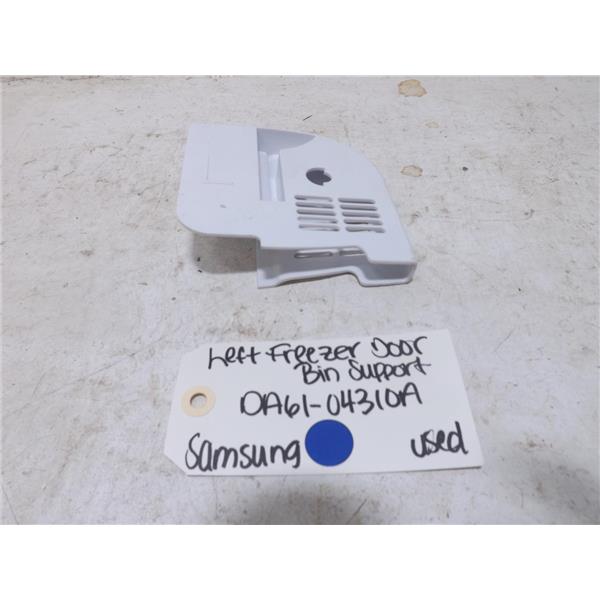 Left Freezer Door
Bin Support
DA61-04310A
Samsung used